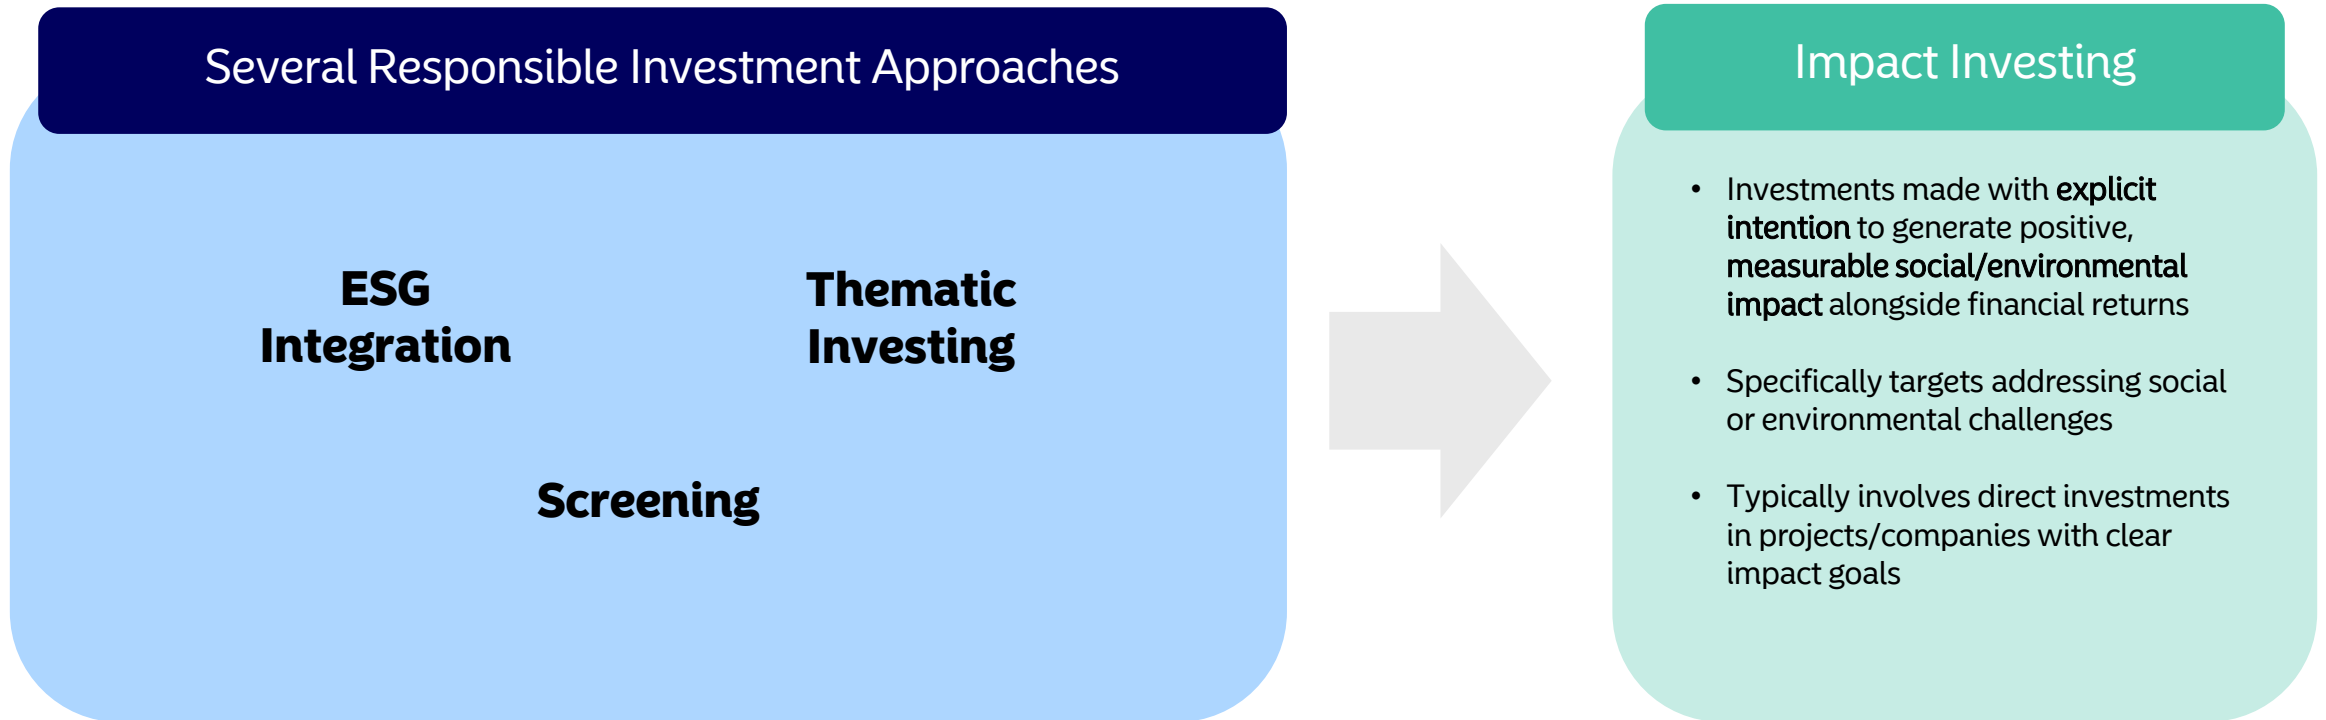 Several Responsible Investment Approaches
ESG
Integration
Thematic
Investing
Screening
Impact Investing
• Investments made with explicit
intention to generate positive,
measurable social/environmental
impact alongside financial returns
• Specifically targets addressing social
or environmental challenges
• Typically involves direct investments
in projects/companies with clear
impact goals